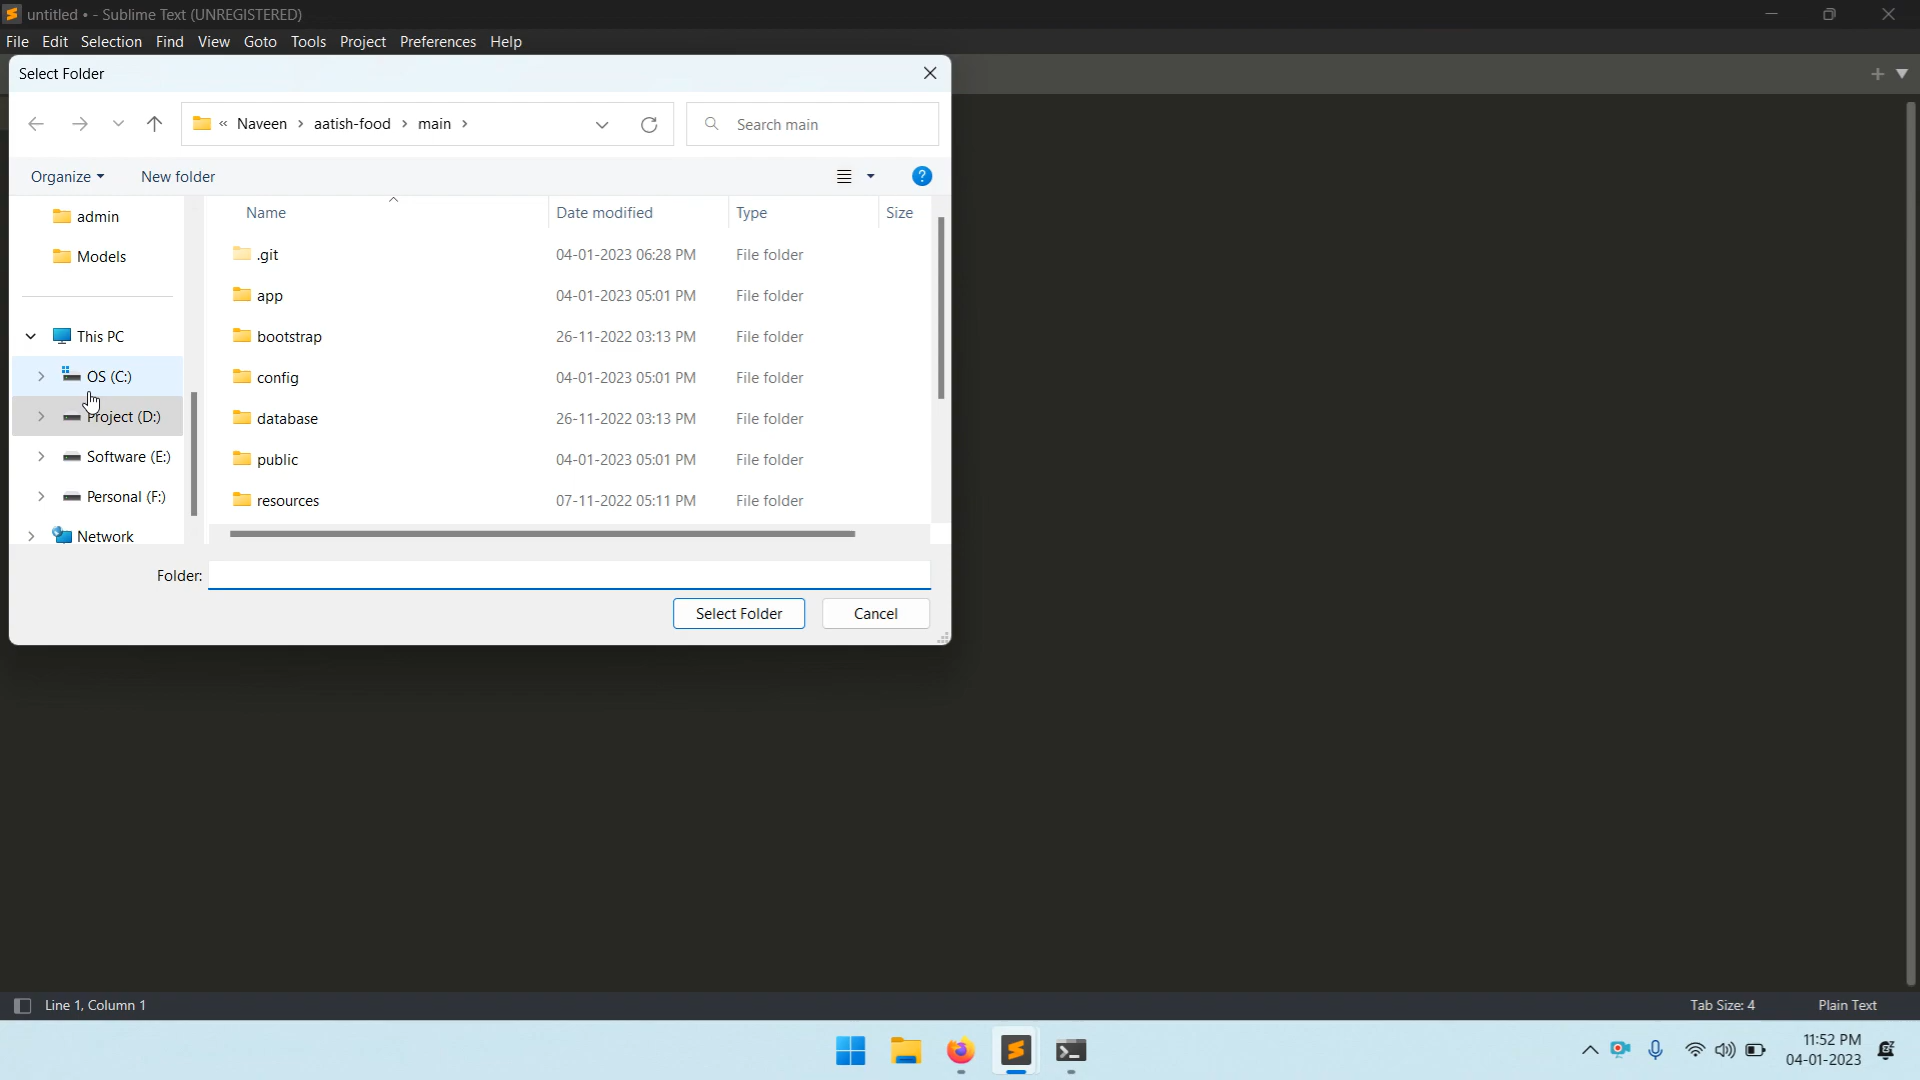 untitled • - Sublime Text (UNREGISTERED)
File Edit Selection Find View Goto Tools Project Preferences Help
Select Folder
« Naveen › aatish-food › main ›
Search main
Organize
New folder
?
admin
Models
This PC
OS (C:)
Project (D:)
Software (E:)
Personal (F:)
Network
Name Date modified Type Size
.git 04-01-2023 06:28 PM File folder
app 04-01-2023 05:01 PM File folder
bootstrap 26-11-2022 03:13 PM File folder
config 04-01-2023 05:01 PM File folder
database 26-11-2022 03:13 PM File folder
public 04-01-2023 05:01 PM File folder
resources 07-11-2022 05:11 PM File folder
Folder:
Select Folder Cancel
Line 1, Column 1
Tab Size: 4 Plain Text
11:52 PM
04-01-2023